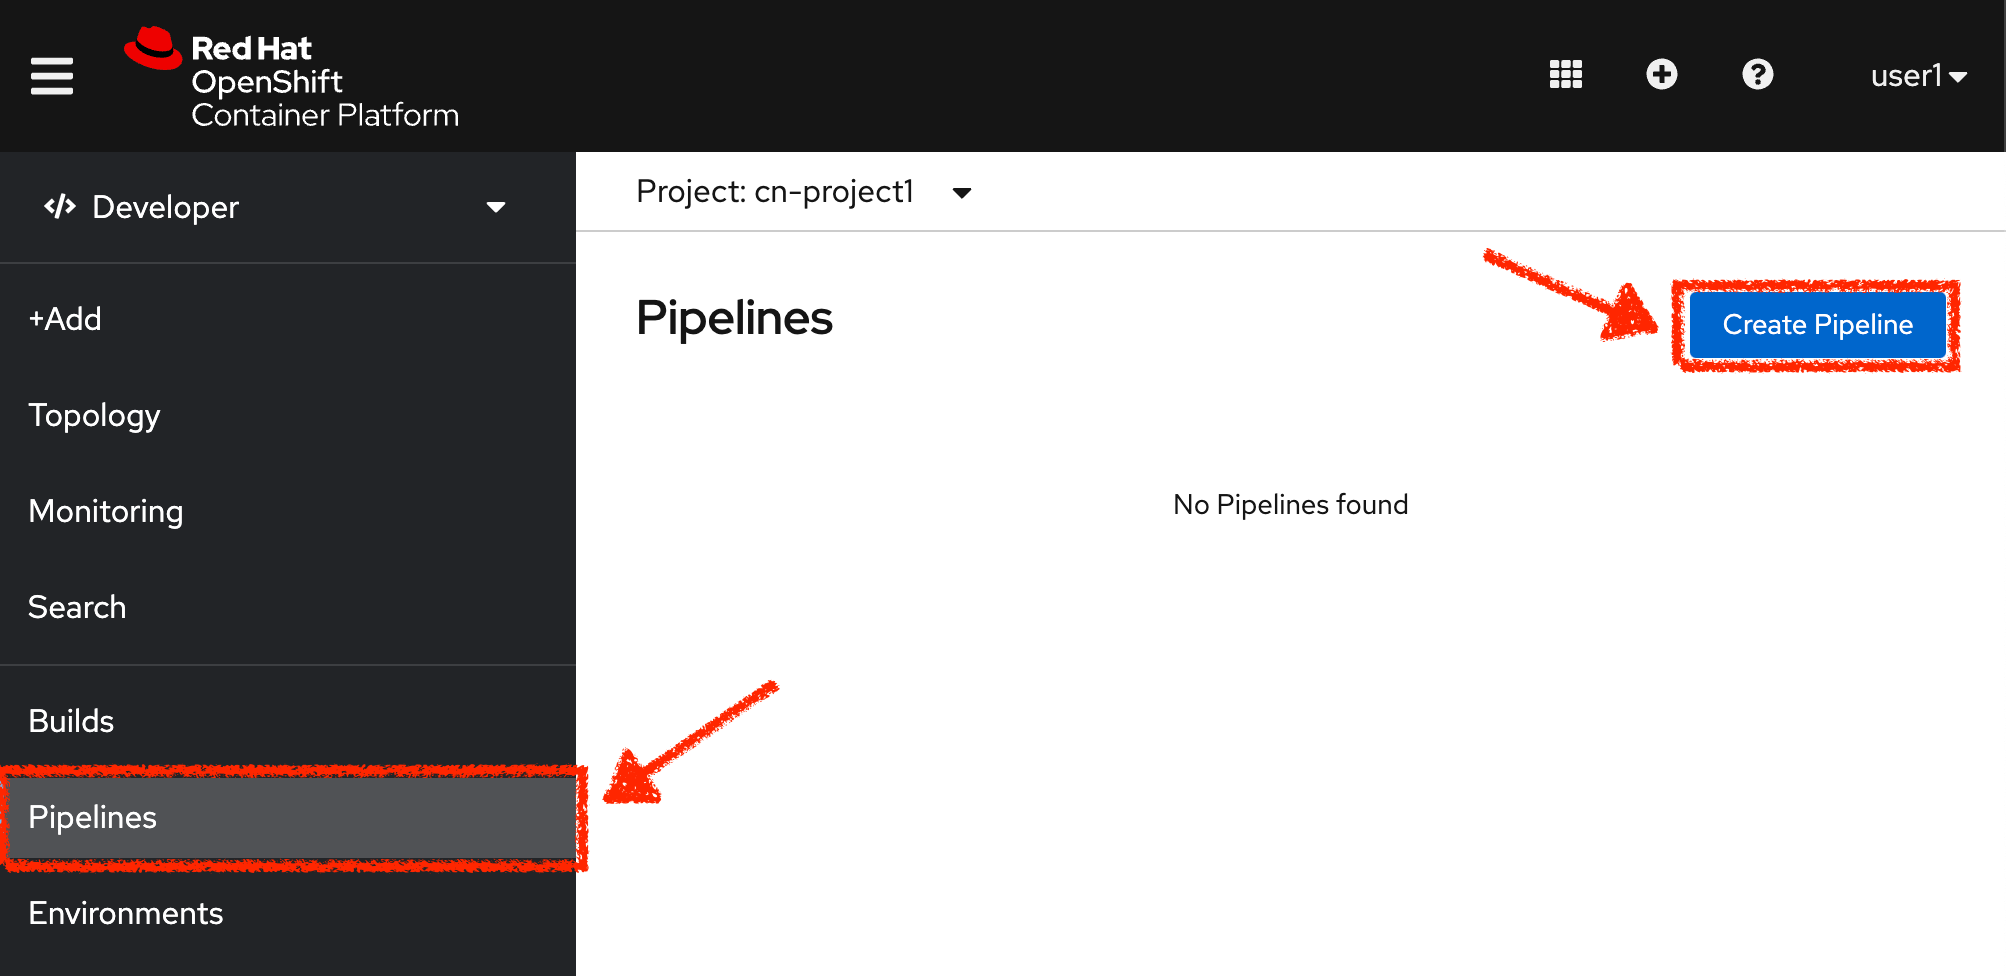 Red Hat
OpenShift
Container Platform
user1
Developer
Project: cn-project1
+Add
Topology
Monitoring
Search
Builds
Pipelines
Environments
Pipelines
Create Pipeline
No Pipelines found